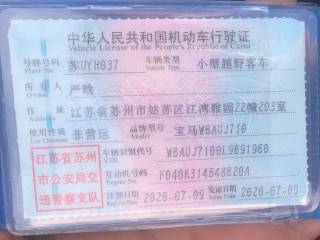 中华人民共和国机动车行驶证
Vehicle License of the People's Republic of China
号牌号码 苏UYH037 车辆类型 小型越野客车
Plate No. Vehicle Type
所有人 严晗
Owner
住址 江苏省苏州市姑苏区江湾雅园22幢203室
Address
使用性质 非营运 品牌型号 宝马WBAUJ710
Use Character Model
江苏省苏州市公安局交通警察支队
车辆识别代号 WBAUJ7100L9B91960
VIN
发动机号码 F040K314B48B20A
Engine No.
注册日期 2020-07-09 发证日期 2020-07-09
Register Date Issue Date